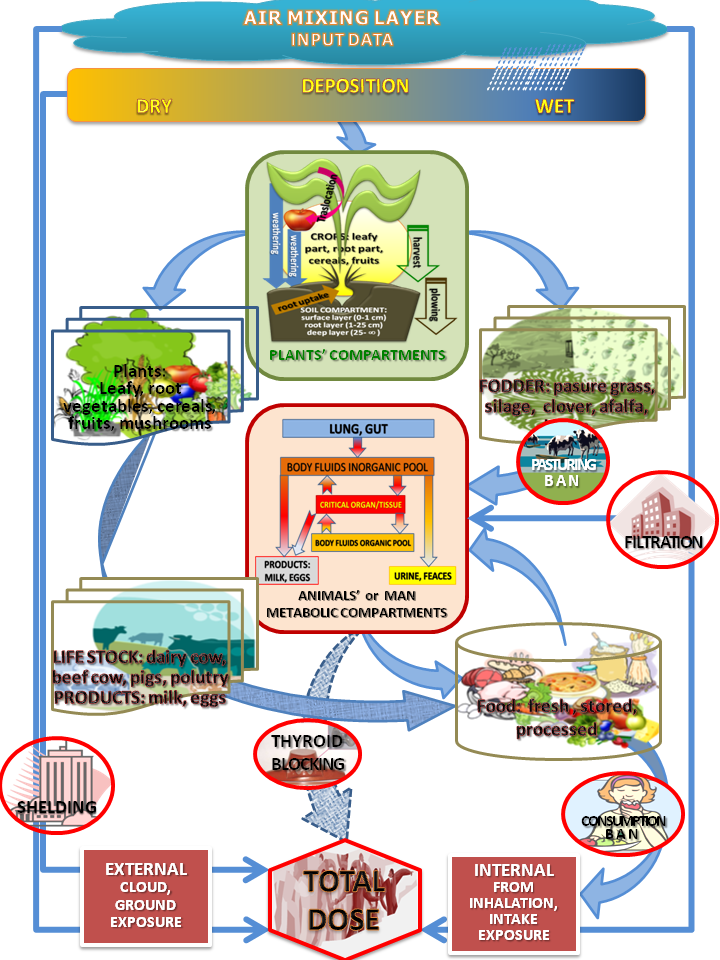 AIR MIXING LAYER
INPUT DATA
DEPOSITION
DRY
WET
Traslocation
weathering
weathering
CROPS: leafy
part, root part,
cereals, fruits
harvest
plowing
root uptake
SOIL COMPARTMENT:
surface layer (0-1 cm)
root layer (1-25 cm)
deep layer (25- ∞)
PLANTS' COMPARTMENTS
Plants:
Leafy, root
vegetables, cereals,
fruits, mushrooms
FODDER: pasure grass,
silage, clover, afalfa,
PASTURING
BAN
LUNG, GUT
BODY FLUIDS INORGANIC POOL
CRITICAL ORGAN/TISSUE
BODY FLUIDS ORGANIC POOL
PRODUCTS:
MILK, EGGS
URINE, FEACES
ANIMALS' or MAN
METABOLIC COMPARTMENTS
FILTRATION
LIFE STOCK: dairy cow,
beef cow, pigs, polutry
PRODUCTS: milk, eggs
Food: fresh , stored,
processed
THYROID
BLOCKING
SHELDING
CONSUMPTION
BAN
EXTERNAL
CLOUD,
GROUND
EXPOSURE
TOTAL
DOSE
INTERNAL
FROM
INHALATION,
INTAKE
EXPOSURE